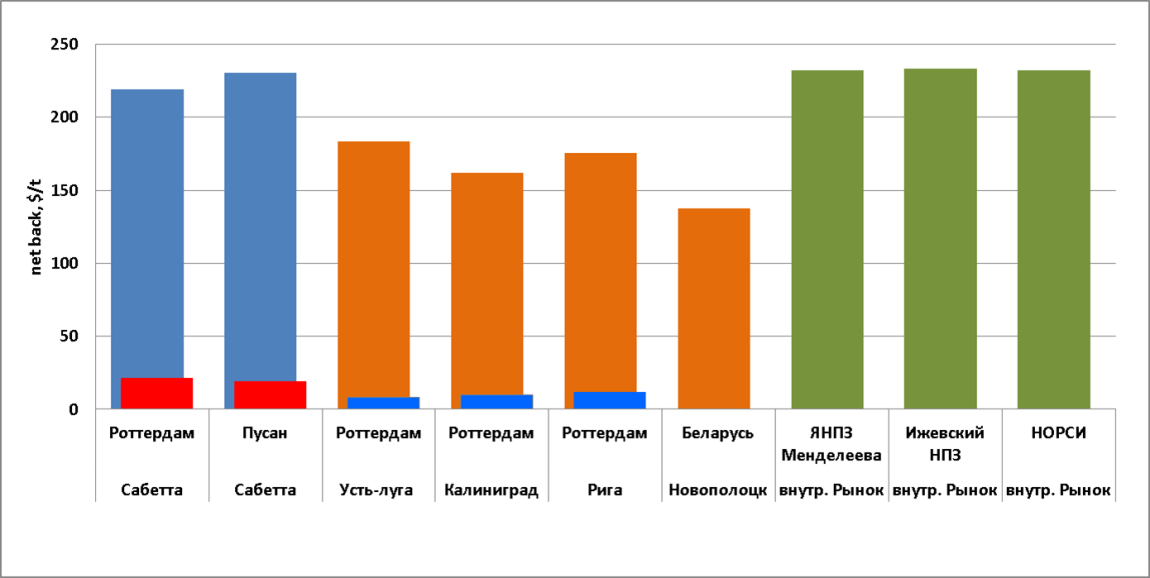 250
200
150
100
50
0
net back, $/t
Роттердам Пусан Роттердам Роттердам Роттердам Беларусь ЯНПЗ Менделеева Ижевский НПЗ НОРСИ
Сабетта Сабетта Усть-луга Калиниград Рига Новополоцк внутр. Рынок внутр. Рынок внутр. Рынок